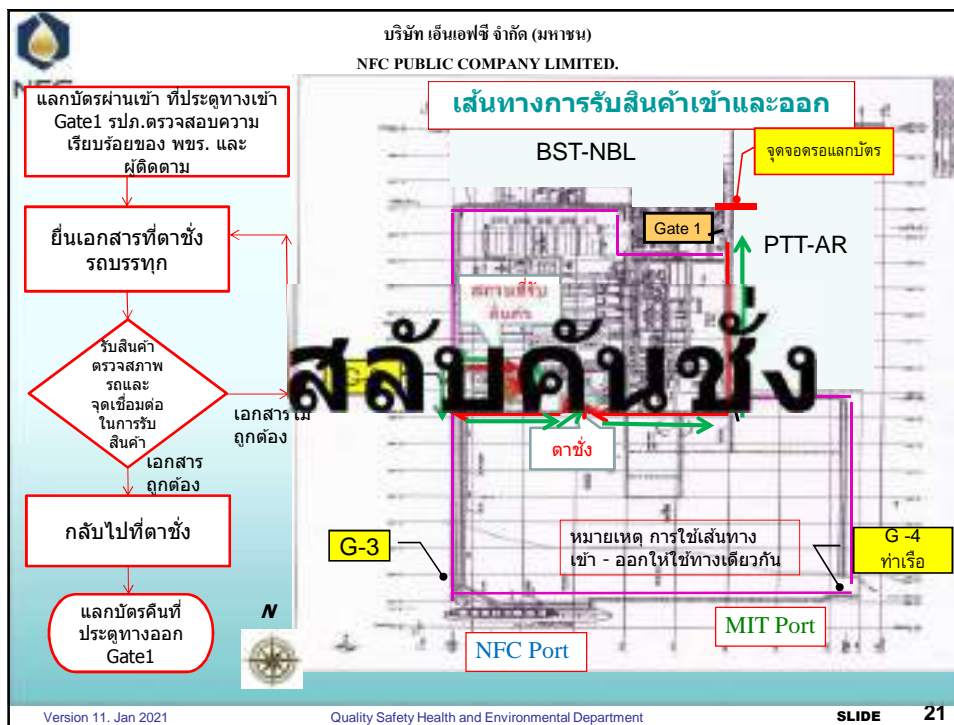 บริษัท เอ็นเอฟซี จำกัด (มหาชน)
NFC PUBLIC COMPANY LIMITED.
เส้นทางการรับสินค้าเข้าและออก
แลกบัตรผ่านเข้า ที่ประตูทางเข้า
Gate1 รปภ.ตรวจสอบความ
เรียบร้อยของ พขร. และ
ผู้ติดตาม
ยื่นเอกสารที่ตาชั่ง
รถบรรทุก
รับสินค้า
ตรวจสภาพ
รถและ
จุดเชื่อมต่อ
ในการรับ
สินค้า
เอกสารไม่
ถูกต้อง
เอกสาร
ถูกต้อง
กลับไปที่ตาชั่ง
แลกบัตรคืนที่
ประตูทางออก
Gate1
BST-NBL
จุดจอดรอแลกบัตร
Gate 1
PTT-AR
สถานที่รับ
สินค้า
สลับคันชั่ง
ตาชั่ง
G-3
หมายเหตุ การใช้เส้นทาง
เข้า - ออกให้ใช้ทางเดียวกัน
G -4
ท่าเรือ
N
NFC Port
MIT Port
Version 11. Jan 2021
Quality Safety Health and Environmental Department
SLIDE 21